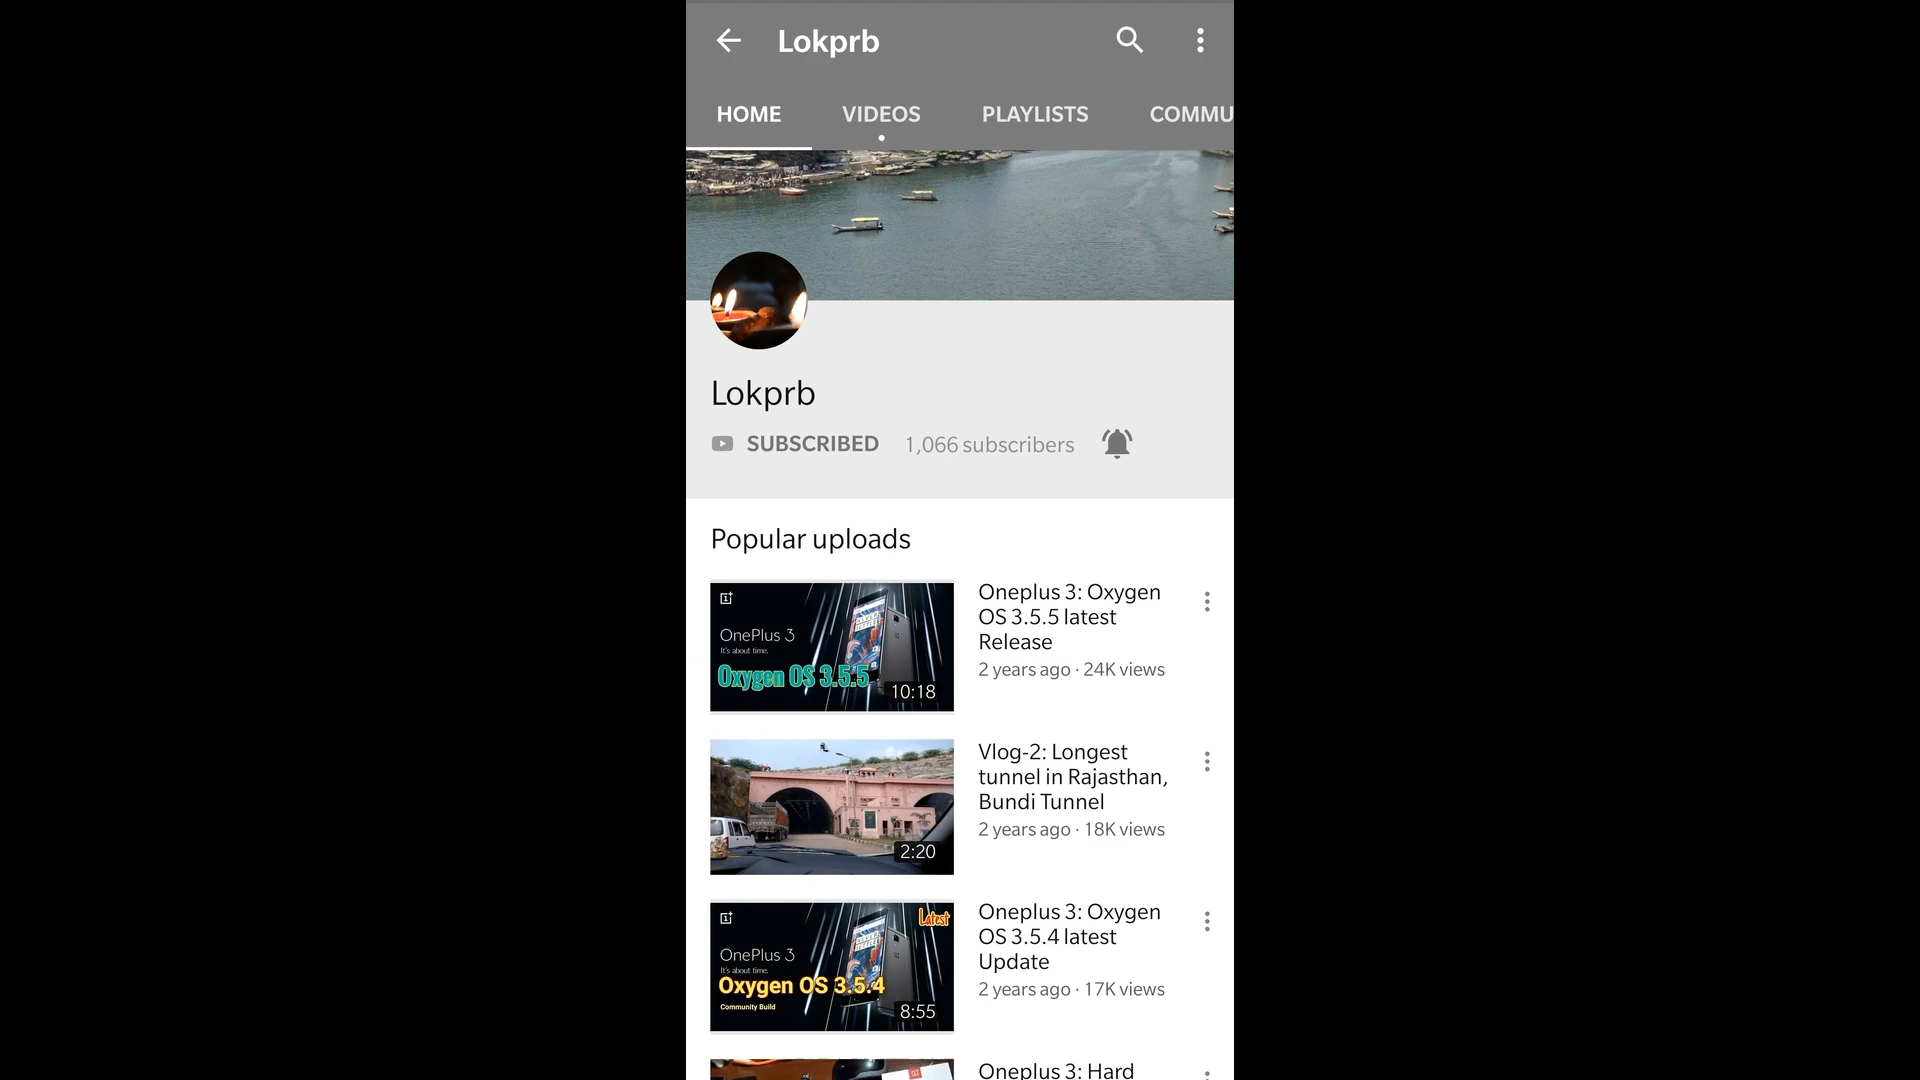 Lokprb
HOME VIDEOS PLAYLISTS COMMU
Lokprb
SUBSCRIBED 1,066 subscribers
Popular uploads
OnePlus 3
It's about time.
Oxygen OS 3.5.5
10:18
Oneplus 3: Oxygen
OS 3.5.5 latest
Release
2 years ago · 24K views
2:20
Vlog-2: Longest
tunnel in Rajasthan,
Bundi Tunnel
2 years ago · 18K views
Latest
OnePlus 3
It's about time.
Oxygen OS 3.5.4
Community Build
8:55
Oneplus 3: Oxygen
OS 3.5.4 latest
Update
2 years ago · 17K views
Oneplus 3: Hard